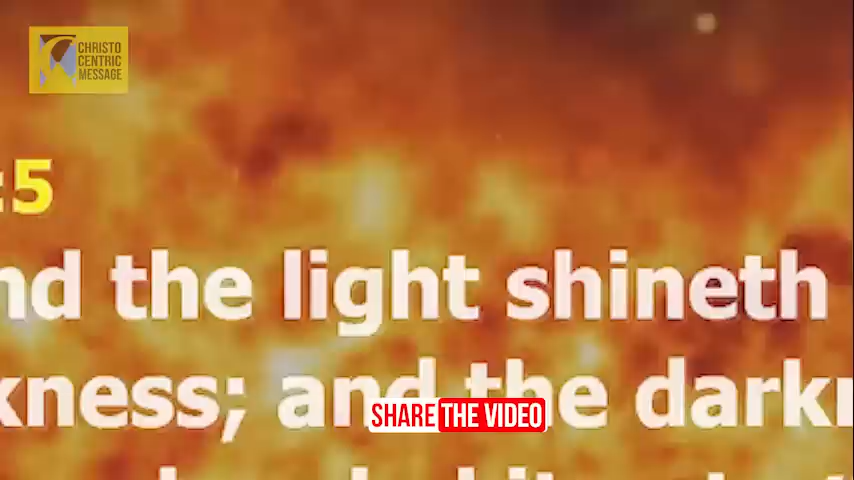 CHRISTO
CENTRIC
MESSAGE
:5
nd the light shineth
kness; and the dark
SHARE THE VIDEO